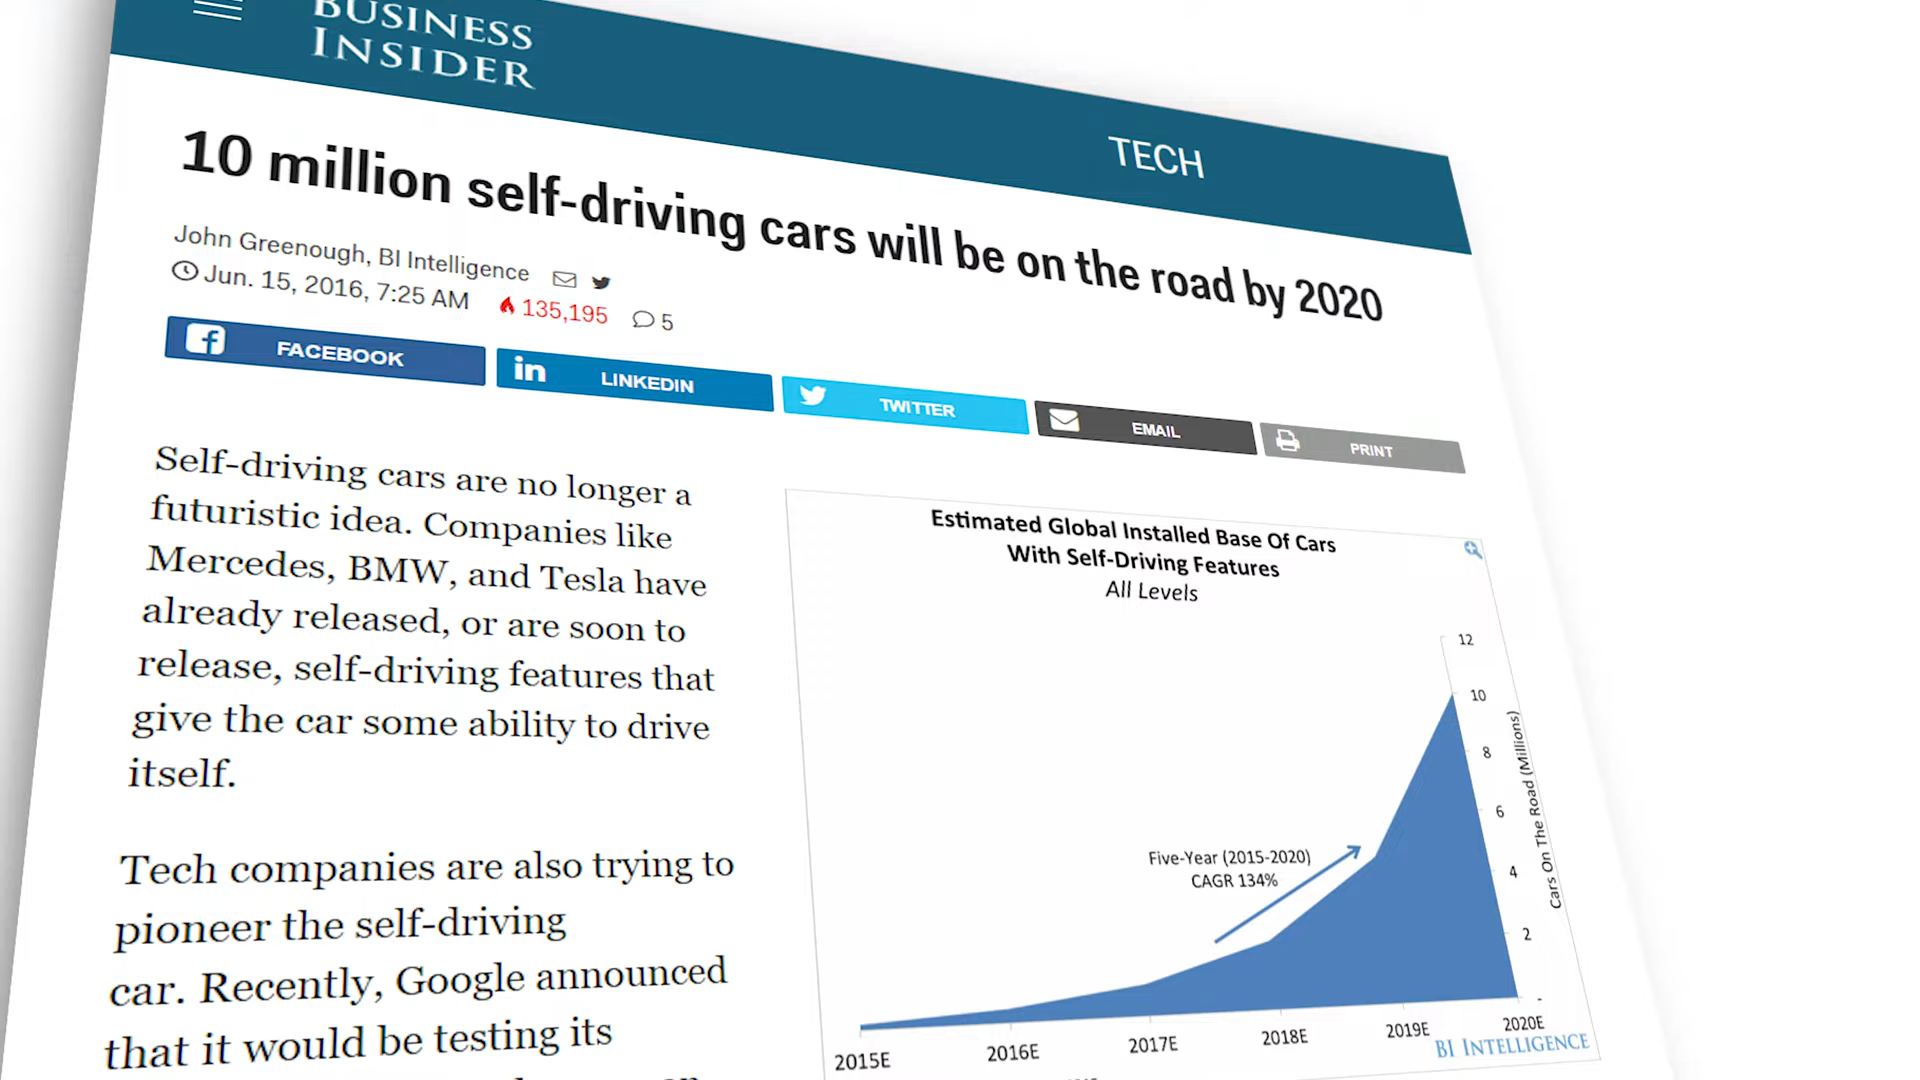 BUSINESS
INSIDER
TECH
10 million self-driving cars will be on the road by 2020
John Greenough, BI Intelligence
Jun. 15, 2016, 7:25 AM 135,195 5
FACEBOOK
LINKEDIN
TWITTER
EMAIL
PRINT
Self-driving cars are no longer a
futuristic idea. Companies like
Mercedes, BMW, and Tesla have
already released, or are soon to
release, self-driving features that
give the car some ability to drive
itself.
Tech companies are also trying to
pioneer the self-driving
car. Recently, Google announced
that it would be testing its
Estimated Global Installed Base Of Cars
With Self-Driving Features
All Levels
12
10
8
6
4
2
-
Cars On The Road (Millions)
Five-Year (2015-2020)
CAGR 134%
2015E
2016E
2017E
2018E
2019E
2020E
BI INTELLIGENCE